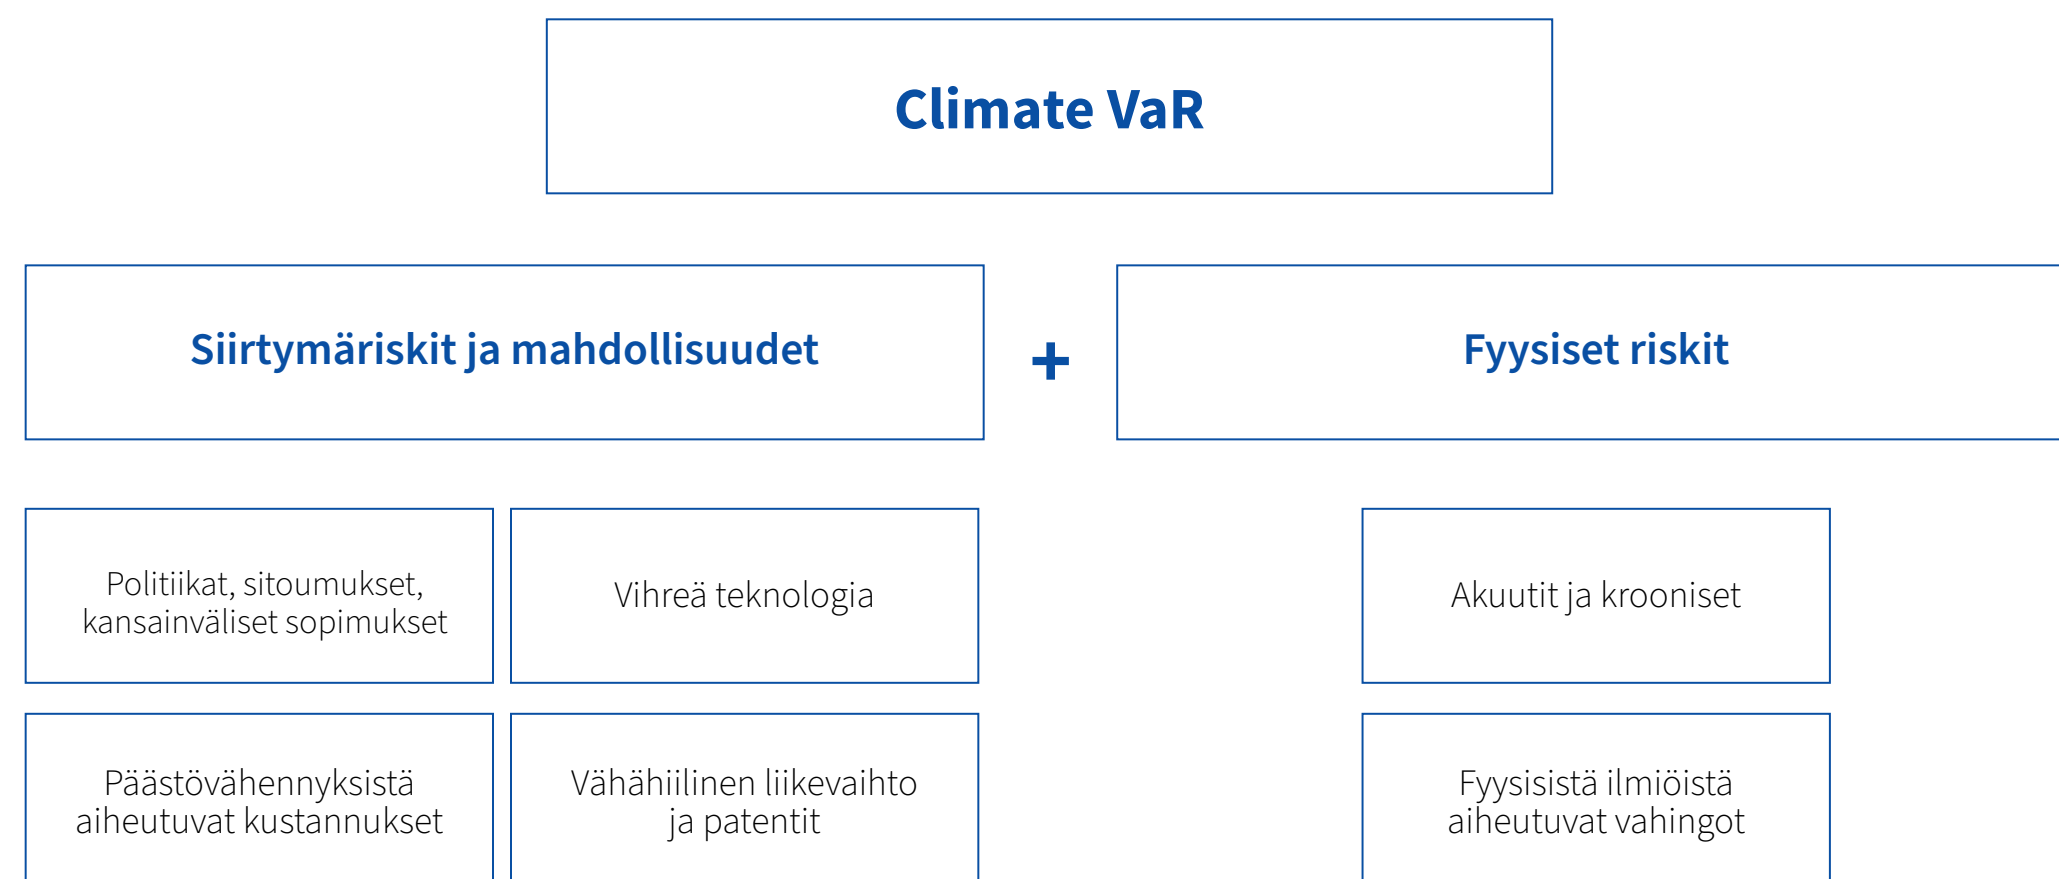 Climate VaR
Siirtymäriskit ja mahdollisuudet
+
Fyysiset riskit
Politiikat, sitoumukset,
kansainväliset sopimukset
Vihreä teknologia
Akuutit ja krooniset
Päästövähennyksistä
aiheutuvat kustannukset
Vähähiilinen liikevaihto
ja patentit
Fyysisistä ilmiöistä
aiheutuvat vahingot